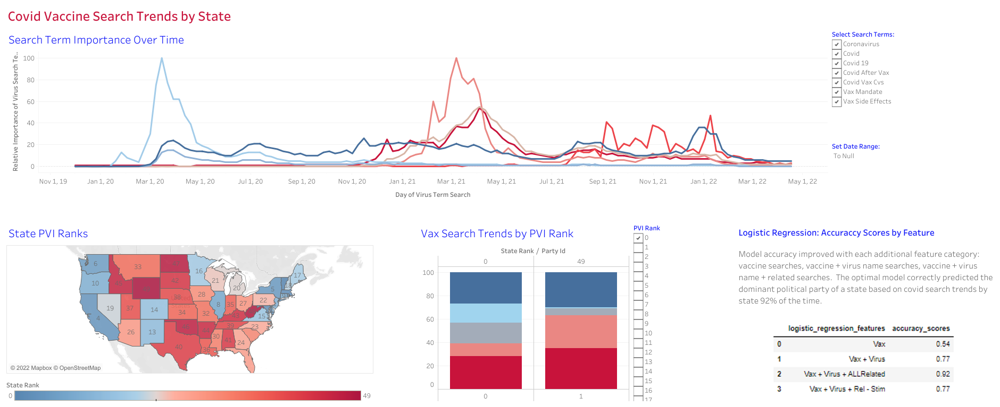 Covid Vaccine Search Trends by State
Search Term Importance Over Time
Relative Importance of Virus Search Te..
100
80
60
40
20
0
Nov 1, 19
Jan 1, 20
Mar 1, 20
May 1, 20
Jul 1, 20
Sep 1, 20
Nov 1, 20
Jan 1, 21
Mar 1, 21
May 1, 21
Jul 1, 21
Sep 1, 21
Nov 1, 21
Jan 1, 22
Mar 1, 22
May 1, 22
Day of Virus Term Search
Select Search Terms:
Coronavirus
Covid
Covid 19
Covid After Vax
Covid Vax Cvs
Vax Mandate
Vax Side Effects
Set Date Range:
To Null
State PVI Ranks
6
33
42
16
17
10
21
20
18
5
9
19
37
14
38
States
28
8
35
27
22
4
34
32
43
15
26
13
44
39
23
30
41
24
40
36
© 2022 Mapbox © OpenStreetMap
State Rank
0
49
Vax Search Trends by PVI Rank
State Rank / Party Id
0
49
100
80
60
40
20
0
0
1
PVI Rank
0
1
2
3
4
5
6
7
8
9
10
11
12
13
14
15
16
17
Logistic Regression: Accuraccy Scores by Feature
Model accuracy improved with each additional feature category:
vaccine searches, vaccine + virus name searches, vaccine + virus
name + related searches. The optimal model correctly predicted the
dominant political party of a state based on covid search trends by
state 92% of the time.
logistic_regression_features accuracy_scores
0 Vax 0.54
1 Vax + Virus 0.77
2 Vax + Virus + ALLRelated 0.92
3 Vax + Virus + Rel - Stim 0.77